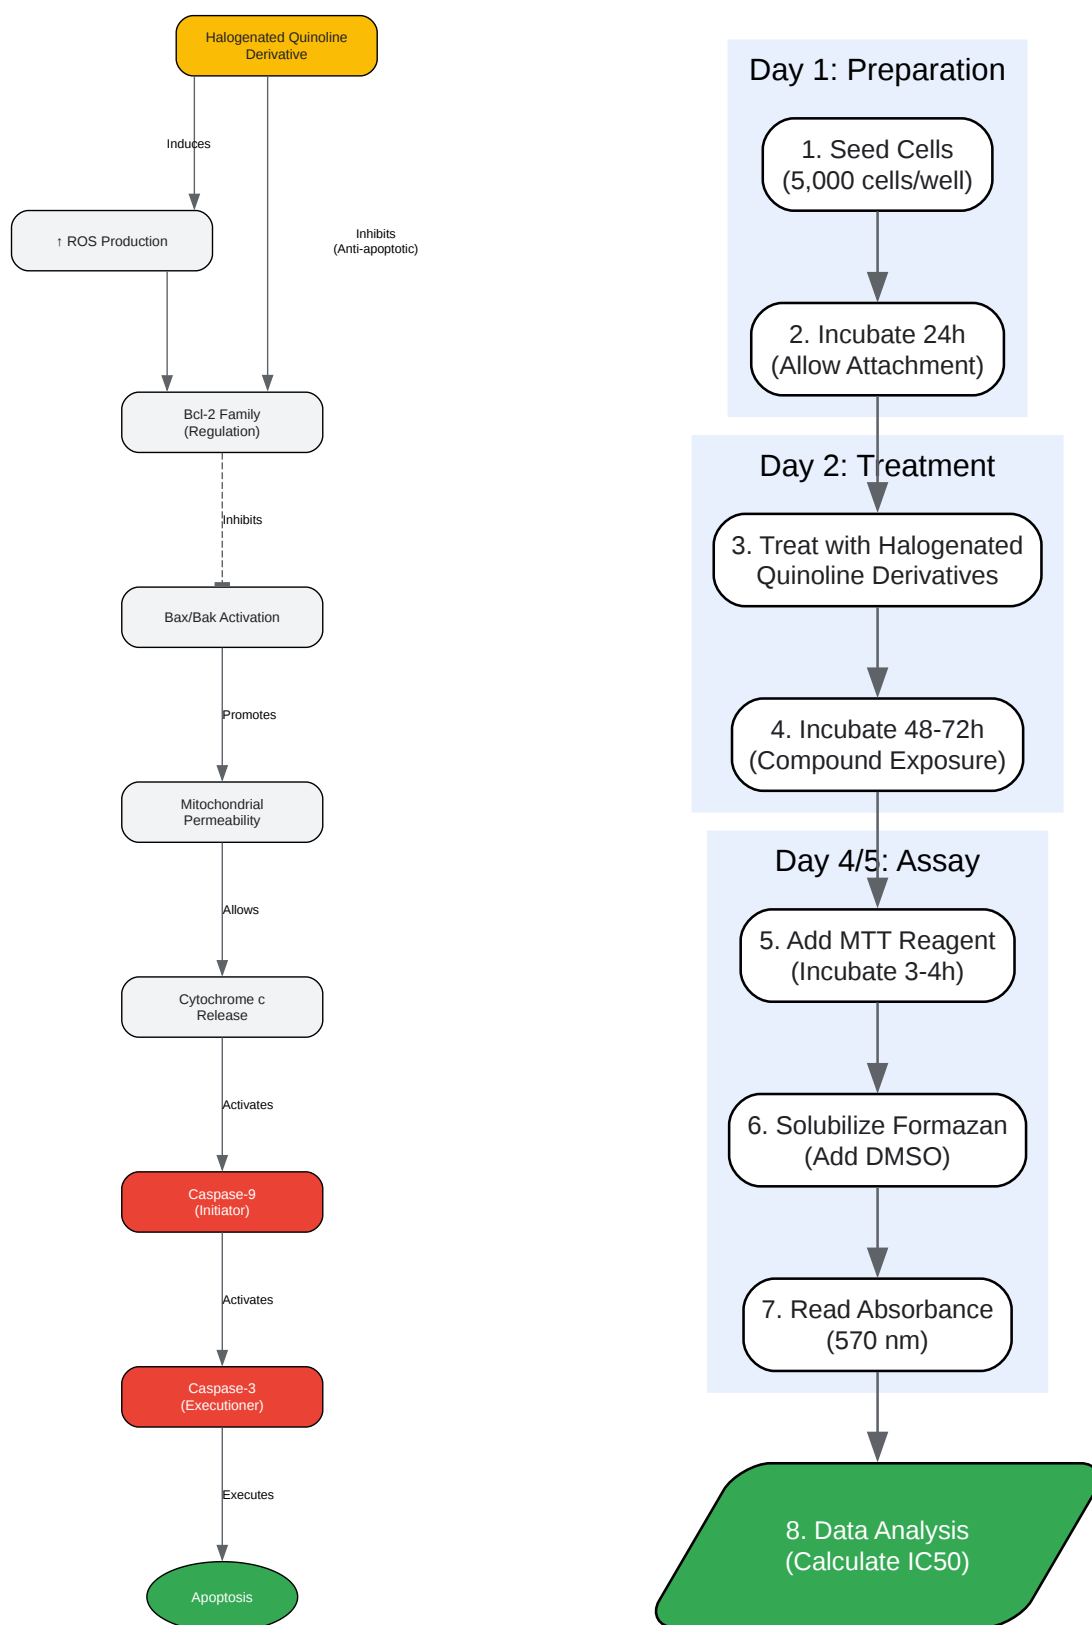 Halogenated Quinoline
Derivative
Induces
↑ ROS Production
Inhibits
(Anti-apoptotic)
Bcl-2 Family
(Regulation)
Inhibits
Bax/Bak Activation
Promotes
Mitochondrial
Permeability
Allows
Cytochrome c
Release
Activates
Caspase-9
(Initiator)
Activates
Caspase-3
(Executioner)
Executes
Apoptosis
Day 1: Preparation
1. Seed Cells
(5,000 cells/well)
2. Incubate 24h
(Allow Attachment)
Day 2: Treatment
3. Treat with Halogenated
Quinoline Derivatives
4. Incubate 48-72h
(Compound Exposure)
Day 4/5: Assay
5. Add MTT Reagent
(Incubate 3-4h)
6. Solubilize Formazan
(Add DMSO)
7. Read Absorbance
(570 nm)
8. Data Analysis
(Calculate IC50)